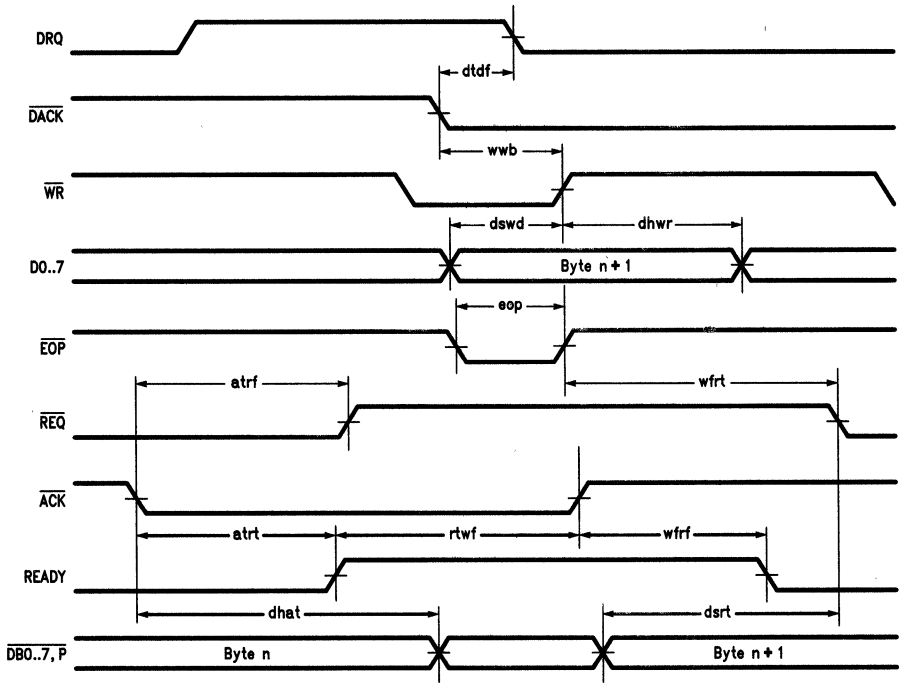 DRQ
dtdf
DACK
wwb
WR
dswd dhwr
D0..7 Byte n + 1
eop
EOP
atrf wfrt
REQ
ACK
atrt rtwf wfrf
READY
dhat dsrt
DB0..7, P Byte n Byte n + 1